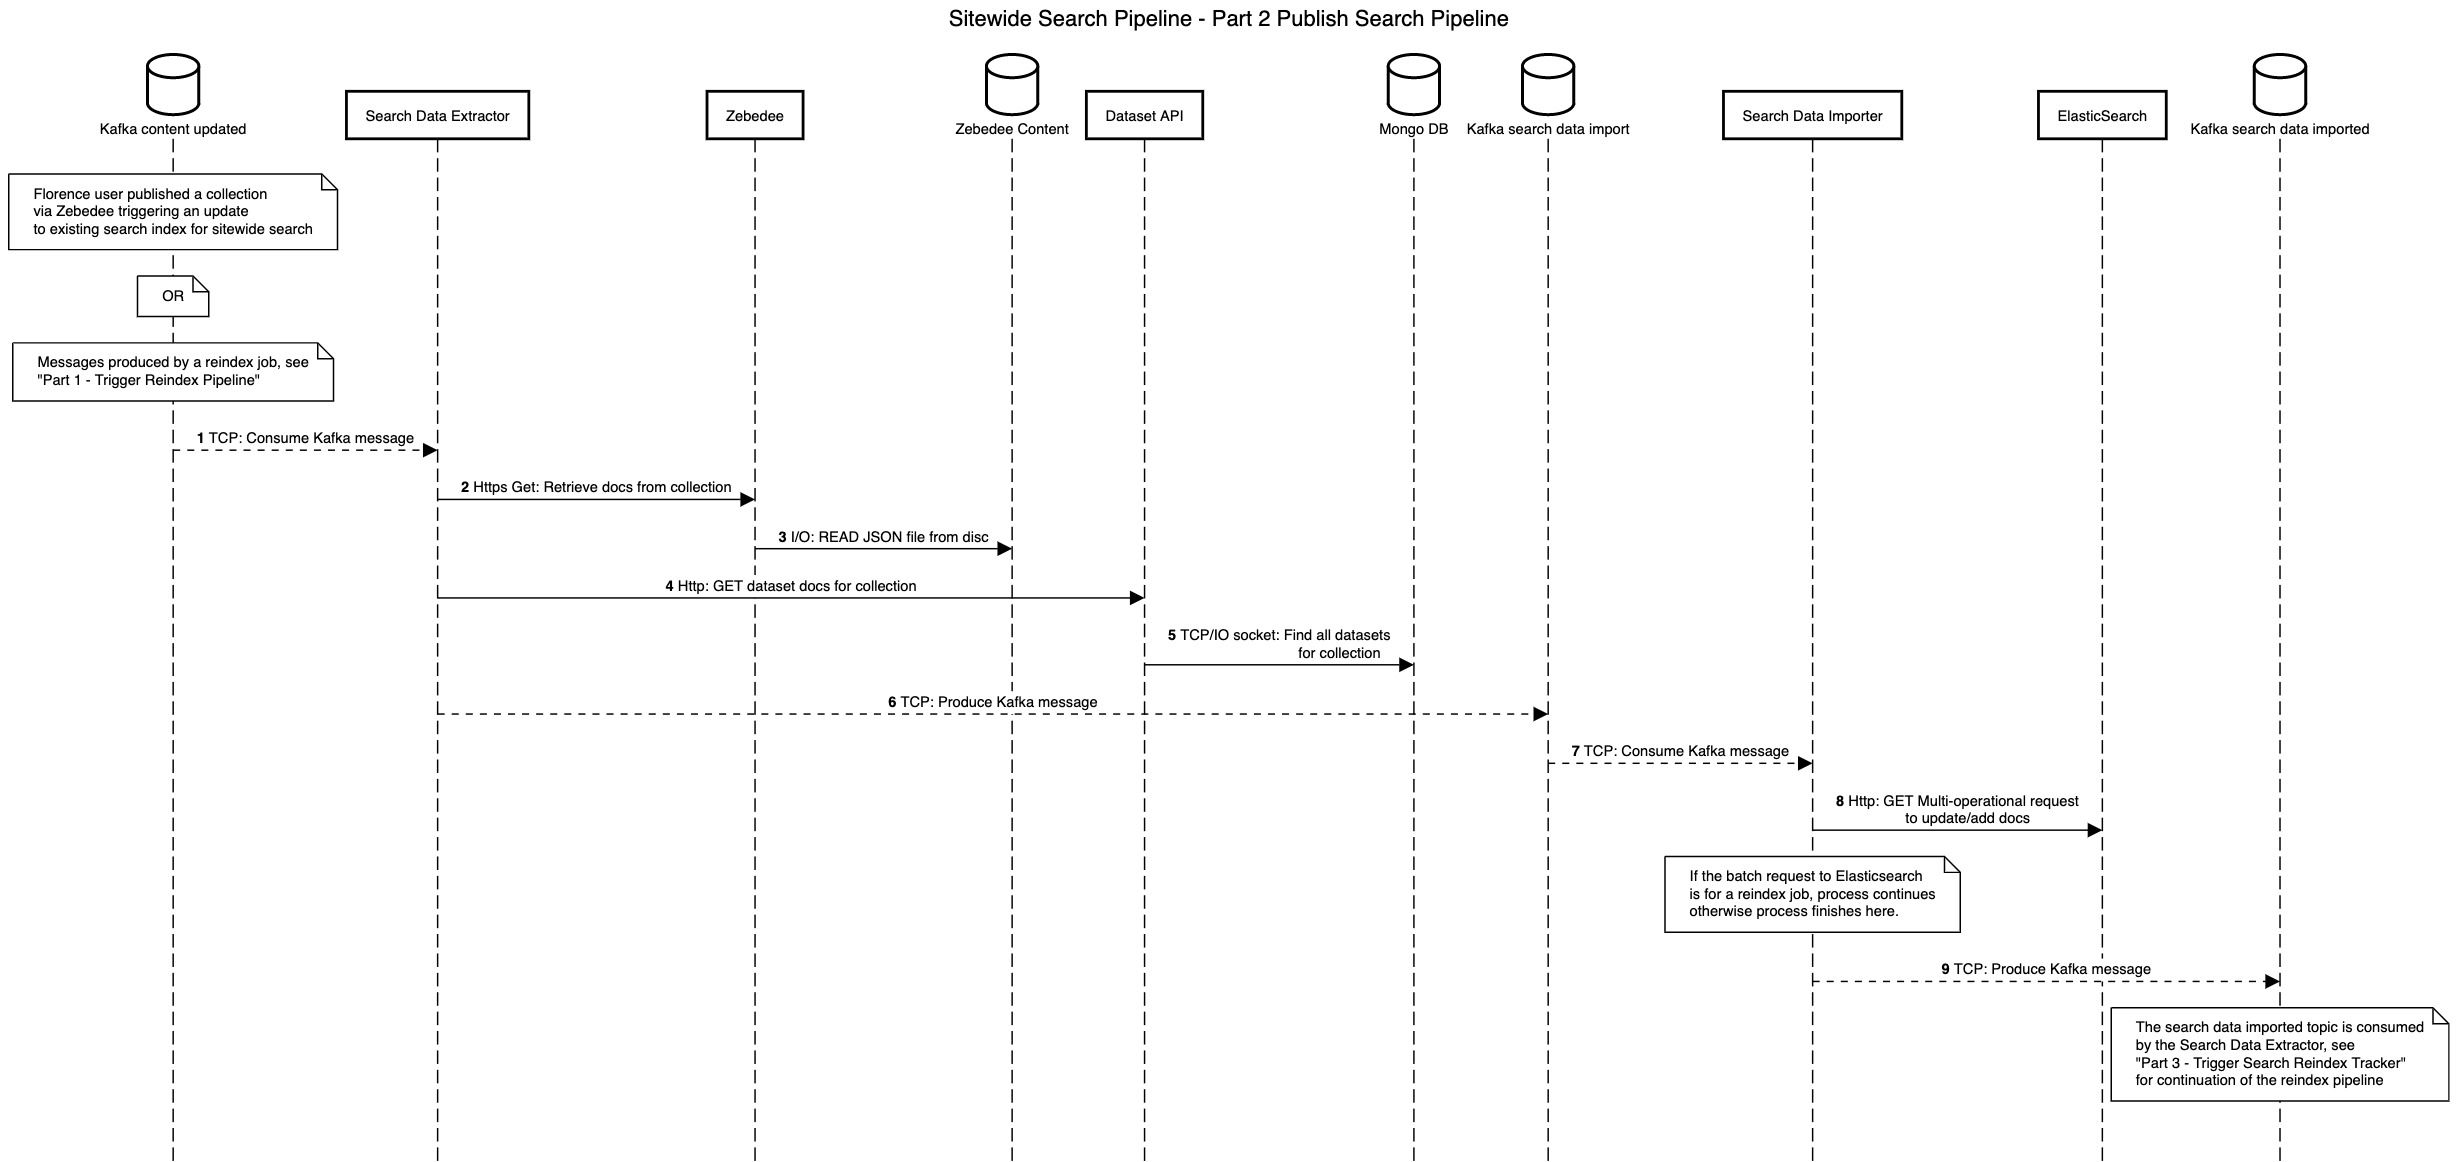 Sitewide Search Pipeline - Part 2 Publish Search Pipeline
Kafka content updated
Search Data Extractor
Zebedee
Zebedee Content
Dataset API
Mongo DB
Kafka search data import
Search Data Importer
ElasticSearch
Kafka search data imported
Florence user published a collection
via Zebedee triggering an update
to existing search index for sitewide search
OR
Messages produced by a reindex job, see
"Part 1 - Trigger Reindex Pipeline"
1 TCP: Consume Kafka message
2 Https Get: Retrieve docs from collection
3 I/O: READ JSON file from disc
4 Http: GET dataset docs for collection
5 TCP/IO socket: Find all datasets
for collection
6 TCP: Produce Kafka message
7 TCP: Consume Kafka message
8 Http: GET Multi-operational request
to update/add docs
If the batch request to Elasticsearch
is for a reindex job, process continues
otherwise process finishes here.
9 TCP: Produce Kafka message
The search data imported topic is consumed
by the Search Data Extractor, see
"Part 3 - Trigger Search Reindex Tracker"
for continuation of the reindex pipeline